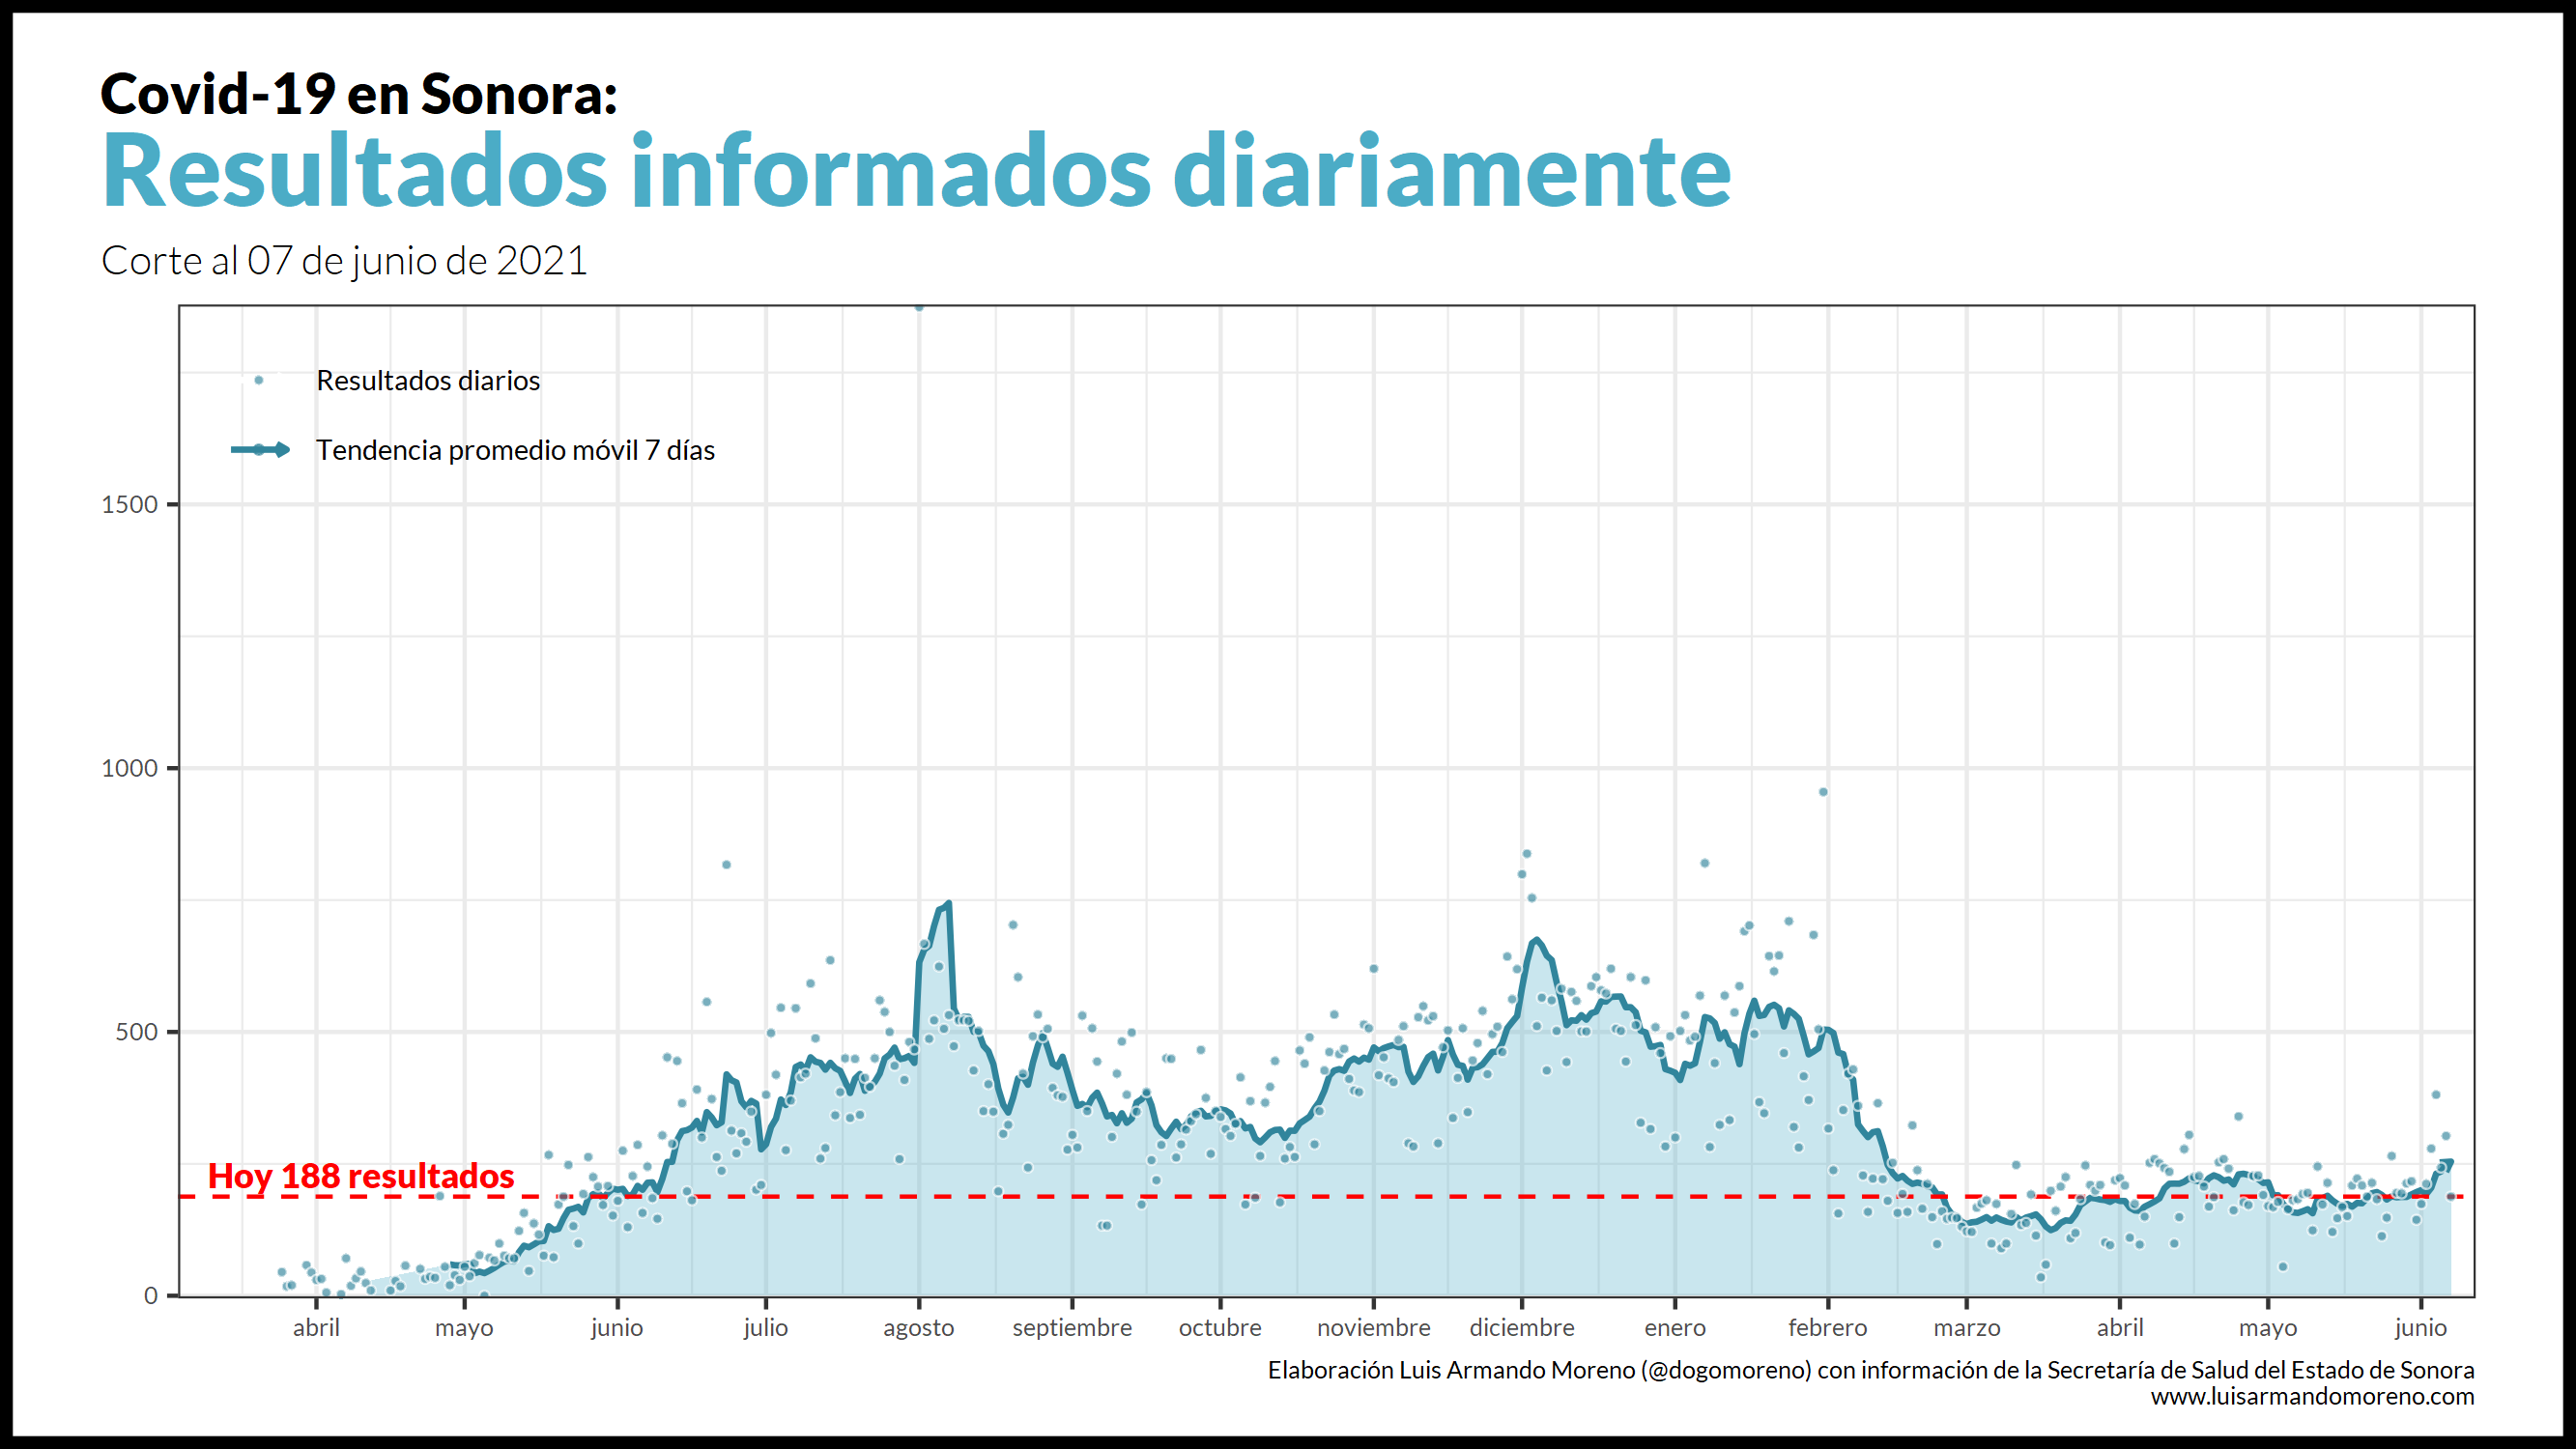 Covid-19 en Sonora:
Resultados informados diariamente
Corte al 07 de junio de 2021
Resultados diarios
Tendencia promedio móvil 7 días
1500
1000
500
0
Hoy 188 resultados
abril mayo junio julio agosto septiembre octubre noviembre diciembre enero febrero marzo abril mayo junio
Elaboración Luis Armando Moreno (@dogomoreno) con información de la Secretaría de Salud del Estado de Sonora
www.luisarmandomoreno.com